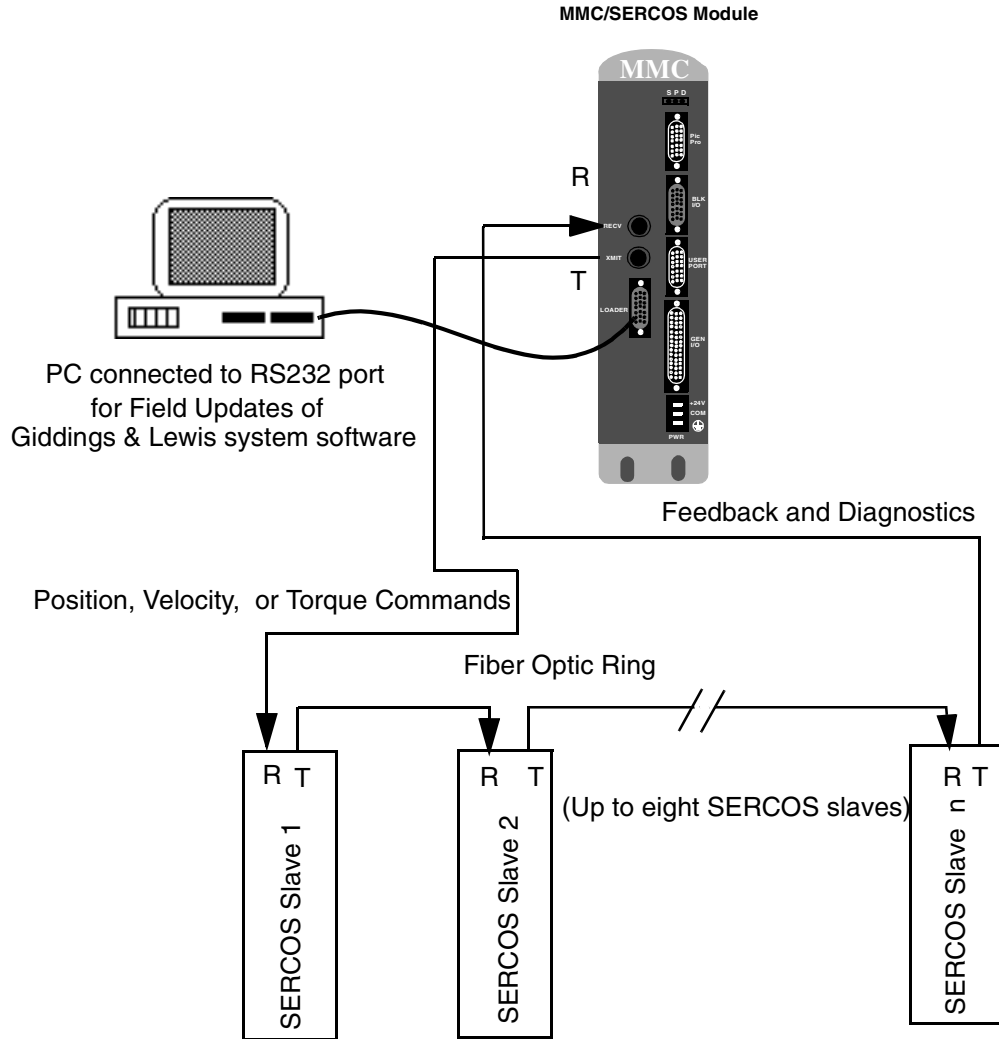 MMC/SERCOS Module
MMC
S P D
Pic
Pro
R
BLK
I/O
RECV
XMIT
USER
PORT
T
LOADER
GEN
I/O
PC connected to RS232 port
for Field Updates of
Giddings & Lewis system software
+24V
COM
PWR
Feedback and Diagnostics
Position, Velocity, or Torque Commands
Fiber Optic Ring
R T
R T
R T
(Up to eight SERCOS slaves)
SERCOS Slave 1
SERCOS Slave 2
SERCOS Slave n